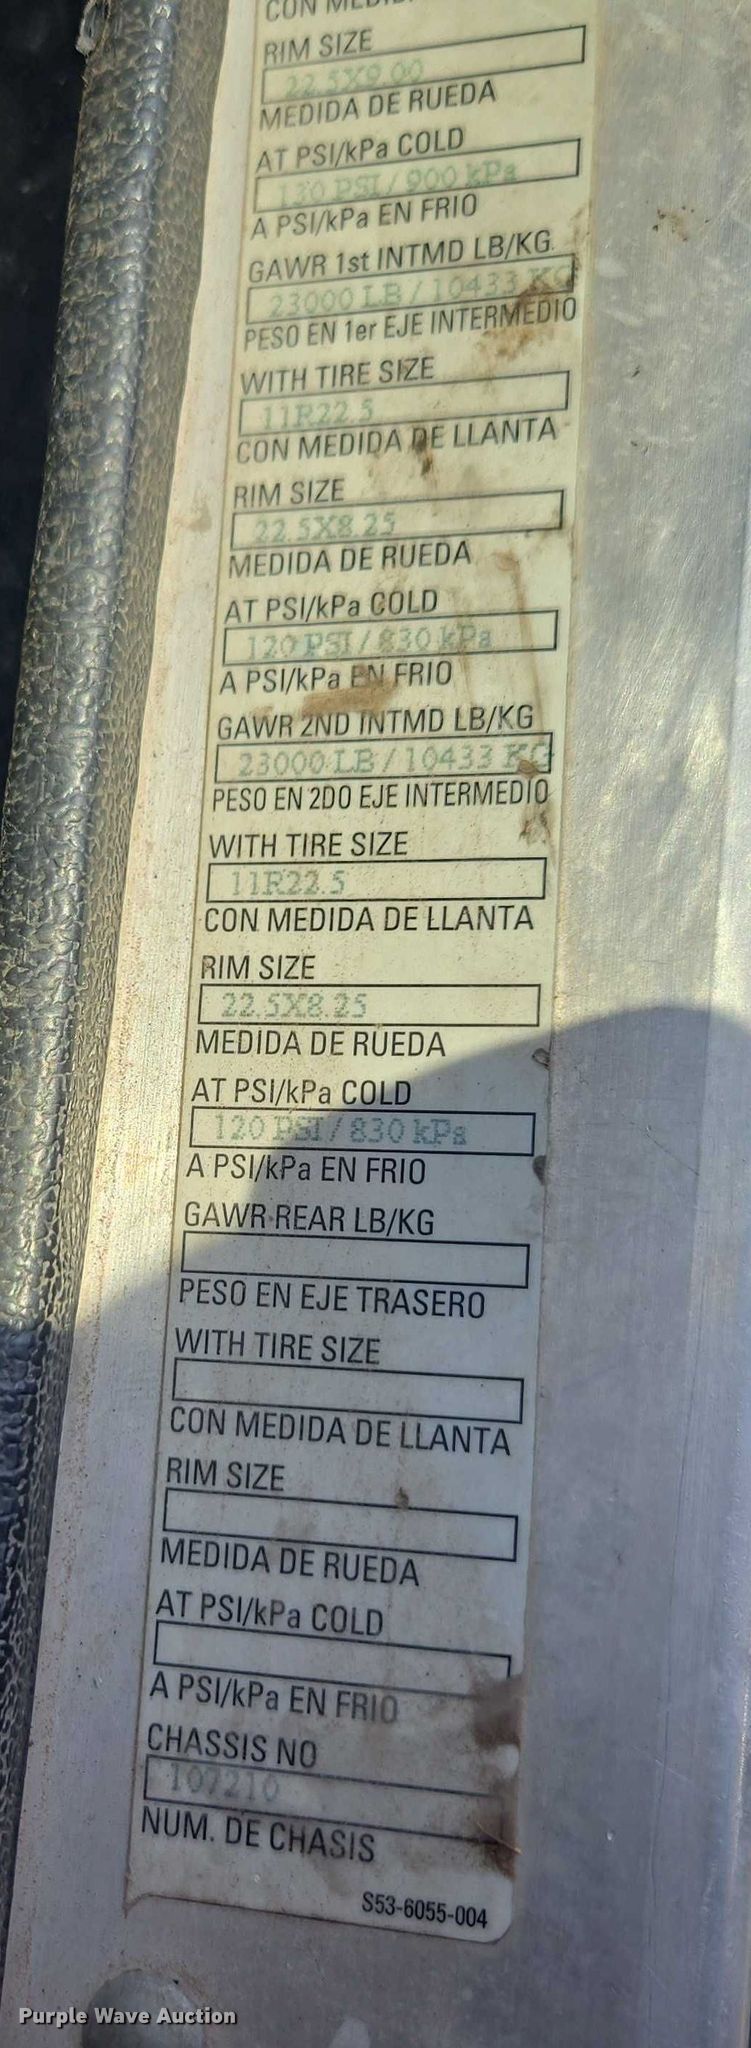 CON MEDIDA
RIM SIZE
22.5X9.00
MEDIDA DE RUEDA
AT PSI/kPa COLD
130 PSI / 900 kPa
A PSI/kPa EN FRIO
GAWR 1st INTMD LB/KG
23000 LB / 10433 KG
PESO EN 1er EJE INTERMEDIO
WITH TIRE SIZE
11R22.5
CON MEDIDA DE LLANTA
RIM SIZE
22.5X8.25
MEDIDA DE RUEDA
AT PSI/kPa COLD
120 PSI / 830 kPa
A PSI/kPa EN FRIO
GAWR 2ND INTMD LB/KG
23000 LB / 10433 KG
PESO EN 2DO EJE INTERMEDIO
WITH TIRE SIZE
11R22.5
CON MEDIDA DE LLANTA
RIM SIZE
22.5X8.25
MEDIDA DE RUEDA
AT PSI/kPa COLD
120 PSI / 830 kPa
A PSI/kPa EN FRIO
GAWR REAR LB/KG
PESO EN EJE TRASERO
WITH TIRE SIZE
CON MEDIDA DE LLANTA
RIM SIZE
MEDIDA DE RUEDA
AT PSI/kPa COLD
A PSI/kPa EN FRIO
CHASSIS NO
107210
NUM. DE CHASIS
S53-6055-004
Purple Wave Auction